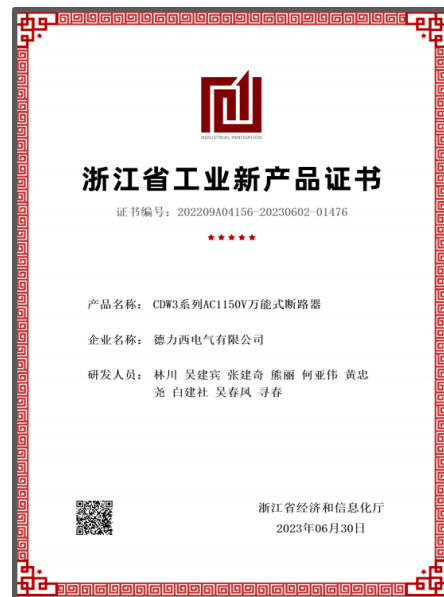 INDUSTRIAL INNOVATION
浙江省工业新产品证书
证书编号：202209A04156-20230602-01476
产品名称： CDW3系列AC1150V万能式断路器
企业名称： 德力西电气有限公司
研发人员： 林川 吴建宾 张建奇 熊丽 何亚伟 黄忠
尧 白建社 吴春风 寻春
浙江省经济和信息化厅
2023年06月30日